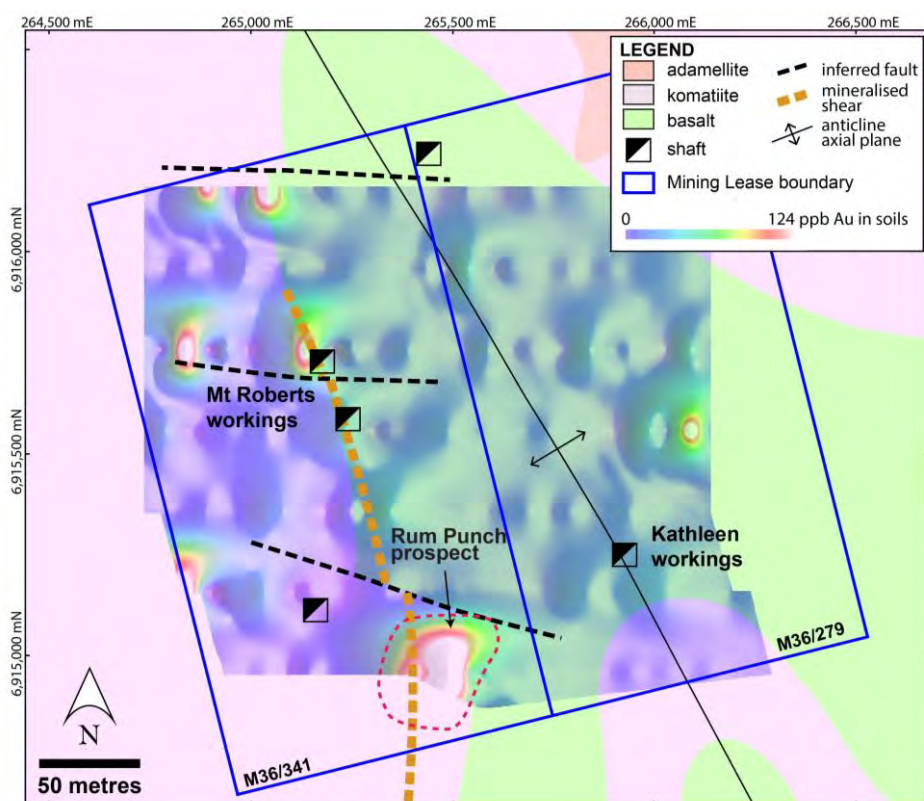 264,500 mE
265,000 mE
265,500 mE
266,000 mE
266,500 mE
LEGEND
adamellite
komatiite
basalt
shaft
inferred fault
mineralised
shear
anticline
axial plane
Mining Lease boundary
0
124 ppb Au in soils
6,916,000 mN
6,915,500 mN
6,915,000 mN
Mt Roberts
workings
Rum Punch
prospect
Kathleen
workings
M36/279
M36/341
N
50 metres